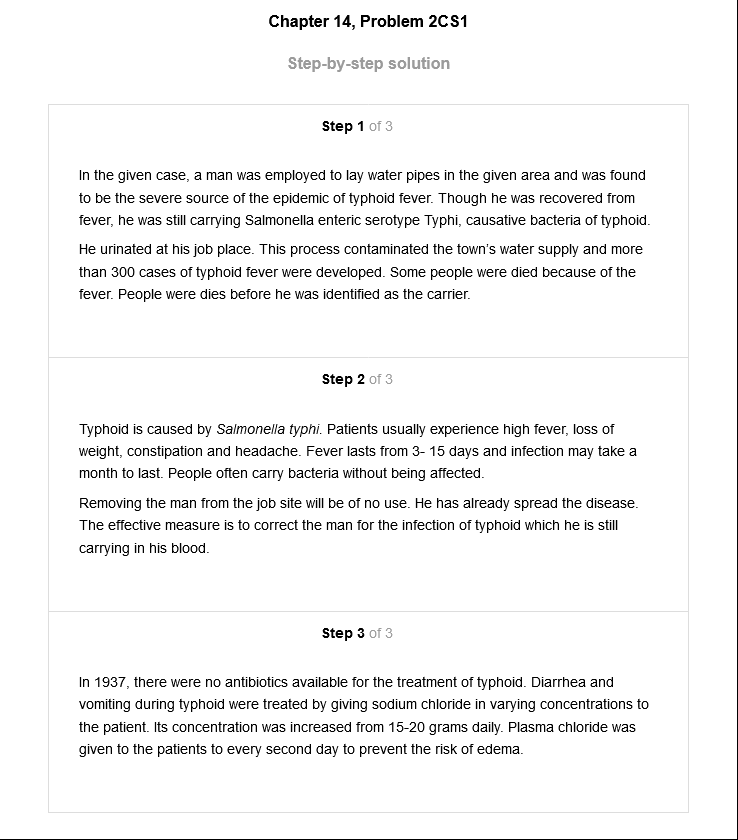 Chapter 14, Problem 2CS1
Step-by-step solution
Step 1 of 3
In the given case, a man was employed to lay water pipes in the given area and was found
to be the severe source of the epidemic of typhoid fever. Though he was recovered from
fever, he was still carrying Salmonella enteric serotype Typhi, causative bacteria of typhoid.
He urinated at his job place. This process contaminated the town's water supply and more
than 300 cases of typhoid fever were developed. Some people were died because of the
fever. People were dies before he was identified as the carrier.
Step 2 of 3
Typhoid is caused by Salmonella typhi. Patients usually experience high fever, loss of
weight, constipation and headache. Fever lasts from 3- 15 days and infection may take a
month to last. People often carry bacteria without being affected.
Removing the man from the job site will be of no use. He has already spread the disease.
The effective measure is to correct the man for the infection of typhoid which he is still
carrying in his blood.
Step 3 of 3
In 1937, there were no antibiotics available for the treatment of typhoid. Diarrhea and
vomiting during typhoid were treated by giving sodium chloride in varying concentrations to
the patient. Its concentration was increased from 15-20 grams daily. Plasma chloride was
given to the patients to every second day to prevent the risk of edema.